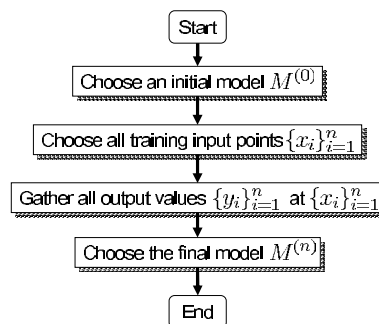 Start
Choose an initial model $M^{(0)}$
Choose all training input points $\{x_i\}_{i=1}^{n}$
Gather all output values $\{y_i\}_{i=1}^{n}$ at $\{x_i\}_{i=1}^{n}$
Choose the final model $M^{(n)}$
End